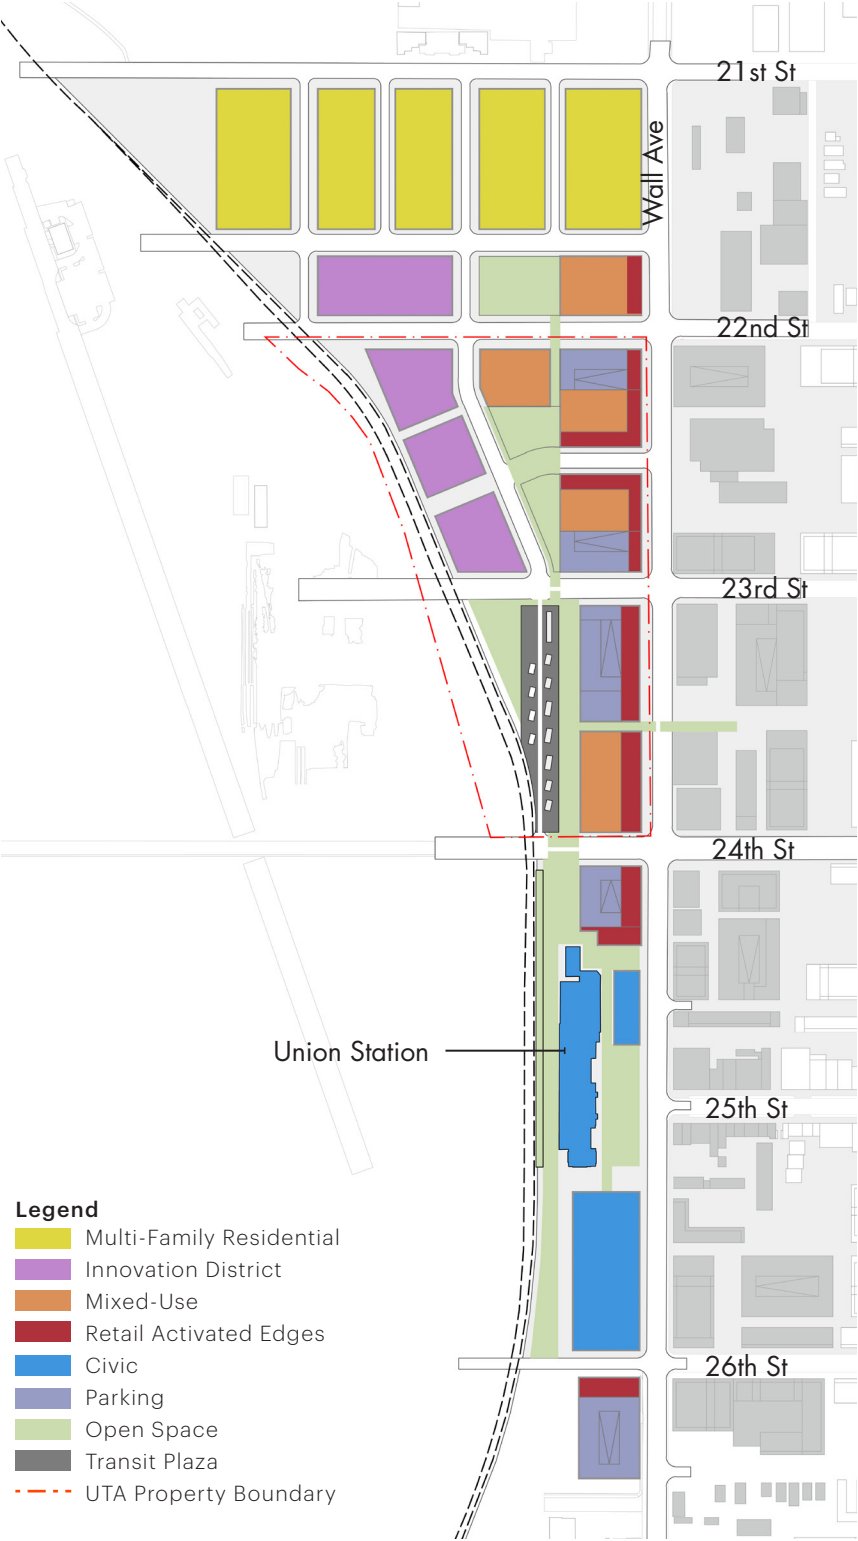 21st St
Wall Ave
22nd St
23rd St
24th St
Union Station
25th St
Legend
Multi-Family Residential
Innovation District
Mixed-Use
Retail Activated Edges
Civic
Parking
Open Space
Transit Plaza
UTA Property Boundary
26th St